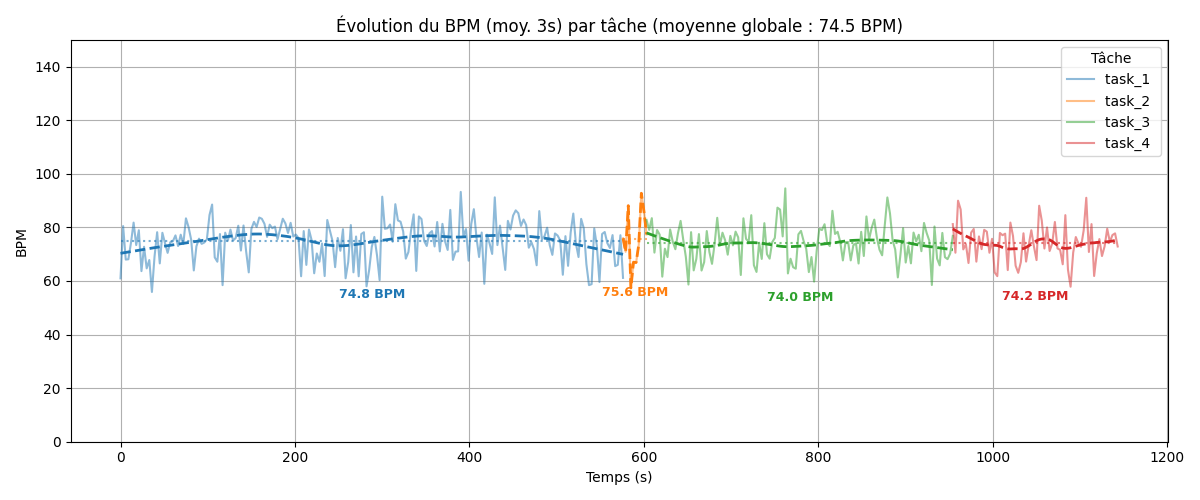 Évolution du BPM (moy. 3s) par tâche (moyenne globale : 74.5 BPM)
BPM
140
120
100
80
60
40
20
0
Tâche
task_1
task_2
task_3
task_4
74.8 BPM
75.6 BPM
74.0 BPM
74.2 BPM
0
200
400
600
800
1000
1200
Temps (s)